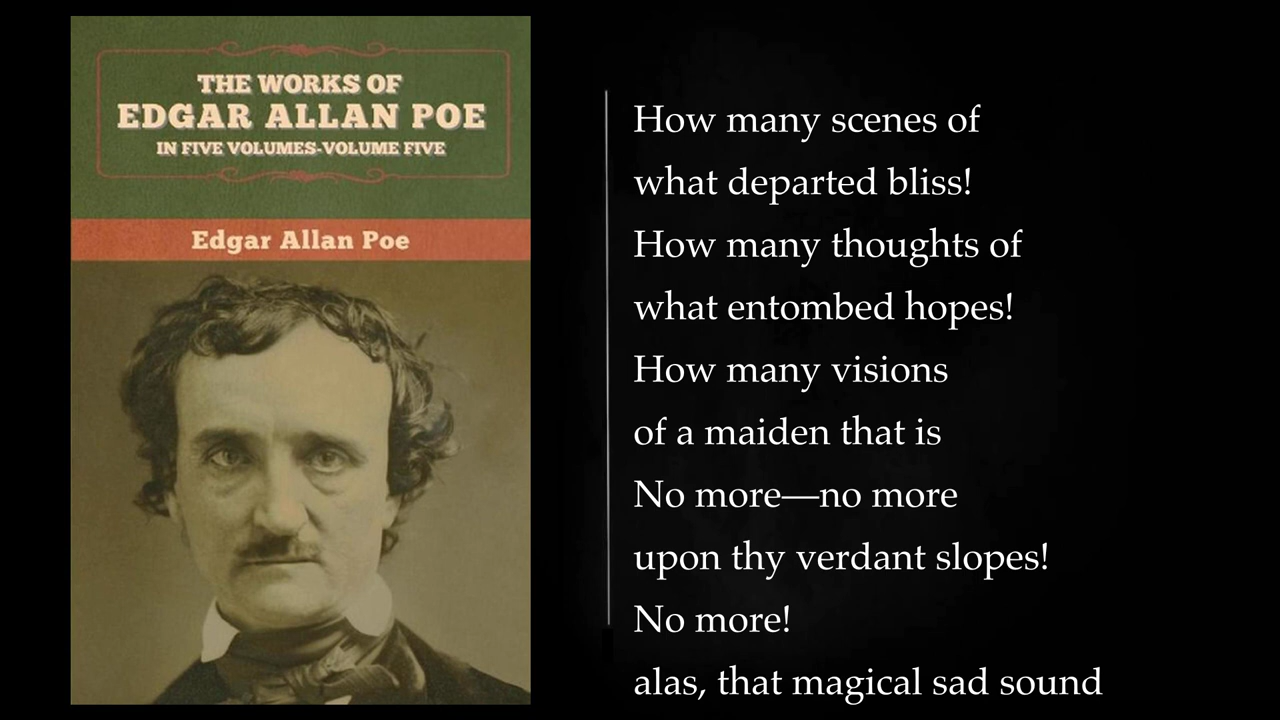 THE WORKS OF
EDGAR ALLAN POE
IN FIVE VOLUMES-VOLUME FIVE
Edgar Allan Poe
How many scenes of
what departed bliss!
How many thoughts of
what entombed hopes!
How many visions
of a maiden that is
No more—no more
upon thy verdant slopes!
No more!
alas, that magical sad sound